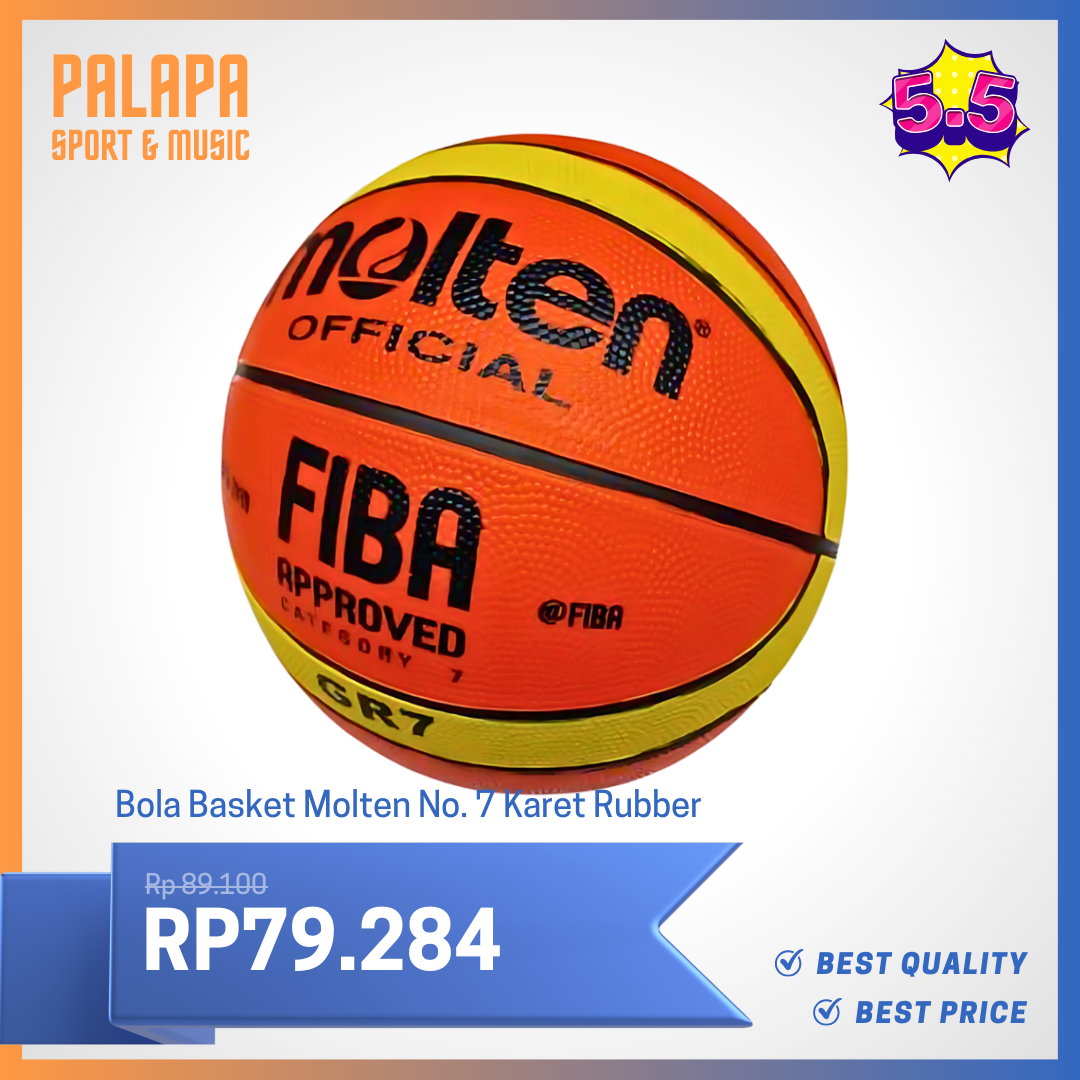 PALAPA
SPORT & MUSIC
5.5
molten®
OFFICIAL
FIBA
APPROVED
CATEGORY 7
@FIBA
GR7
Bola Basket Molten No. 7 Karet Rubber
Rp 89.100
RP79.284
BEST QUALITY
BEST PRICE